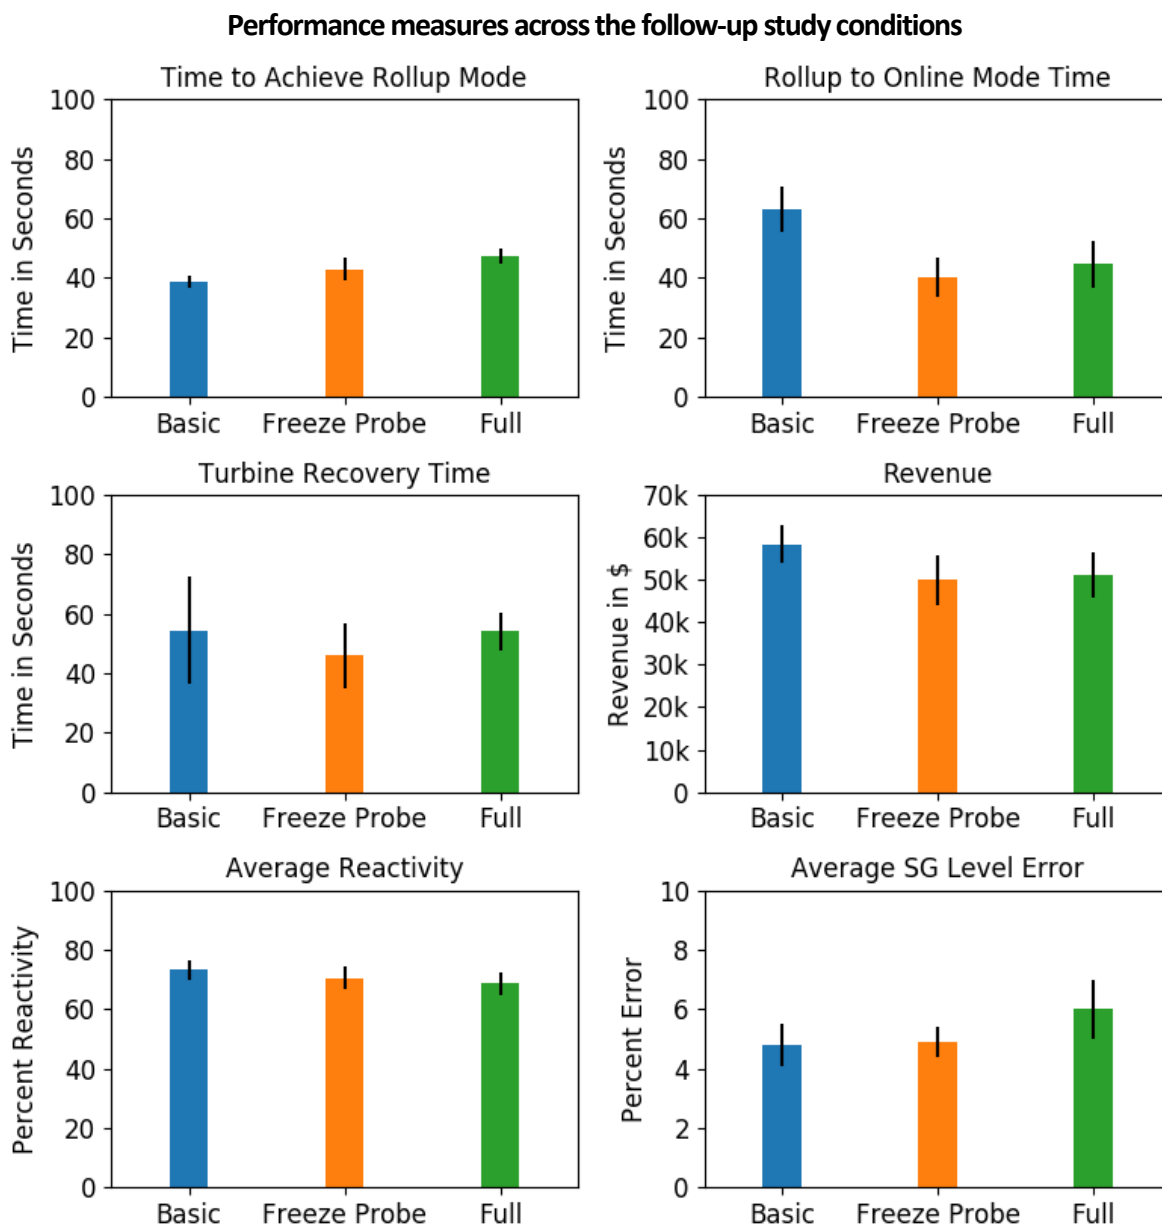 Performance measures across the follow-up study conditions
Time to Achieve Rollup Mode
Time in Seconds
100
80
60
40
20
0
Basic Freeze Probe Full
Rollup to Online Mode Time
Time in Seconds
100
80
60
40
20
0
Basic Freeze Probe Full
Turbine Recovery Time
Time in Seconds
100
80
60
40
20
0
Basic Freeze Probe Full
Revenue
Revenue in $
70k
60k
50k
40k
30k
20k
10k
0
Basic Freeze Probe Full
Average Reactivity
Percent Reactivity
100
80
60
40
20
0
Basic Freeze Probe Full
Average SG Level Error
Percent Error
10
8
6
4
2
0
Basic Freeze Probe Full